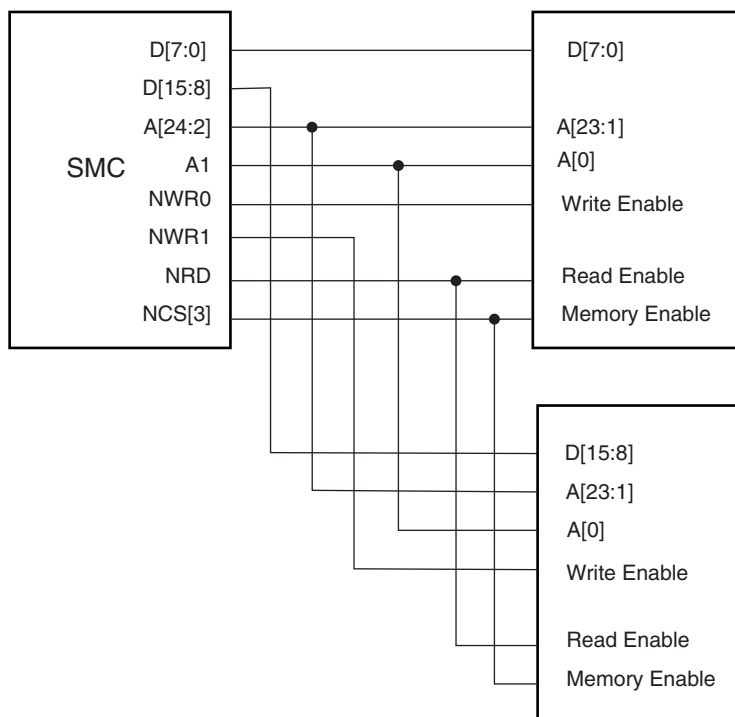 D[7:0]
D[15:8]
A[24:2]
SMC
A1
NWR0
NWR1
NRD
NCS[3]
D[7:0]
A[23:1]
A[0]
Write Enable
Read Enable
Memory Enable
D[15:8]
A[23:1]
A[0]
Write Enable
Read Enable
Memory Enable